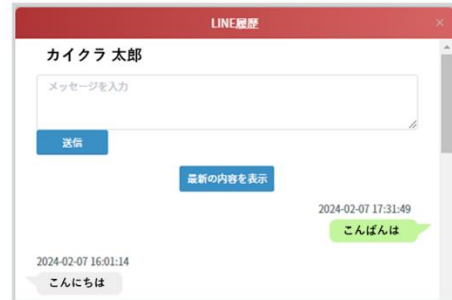 LINE履歴
×
カイクラ 太郎
メッセージを入力
送信
最新の内容を表示
2024-02-07 17:31:49
こんばんは
2024-02-07 16:01:14
こんにちは